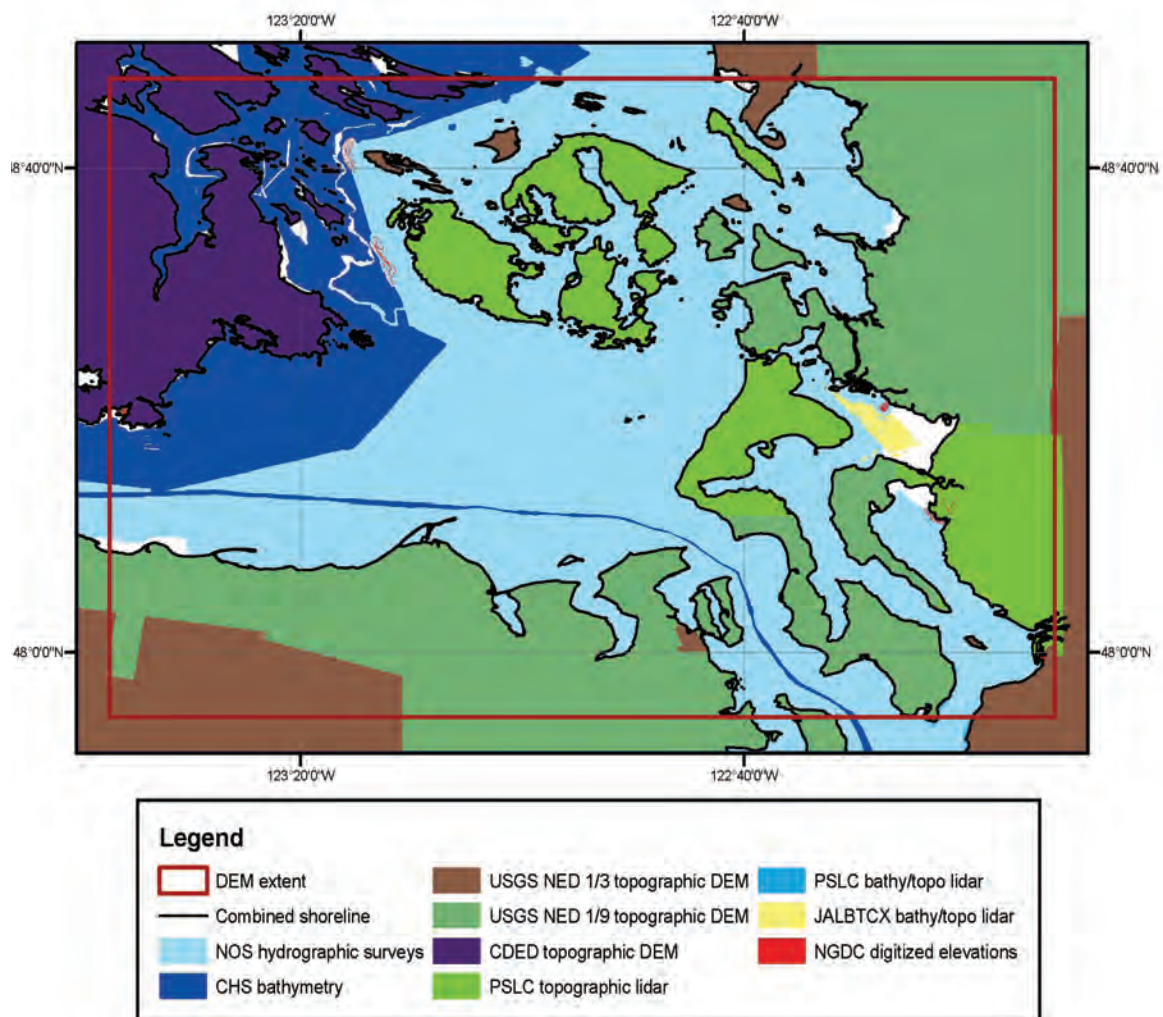 123°20'0"W 122°40'0"W
8°40'0"N 48°40'0"N
48°0'0"N 48°0'0"N
123°20'0"W 122°40'0"W
Legend
DEM extent
Combined shoreline
NOS hydrographic surveys
CHS bathymetry
USGS NED 1/3 topographic DEM
USGS NED 1/9 topographic DEM
CDED topographic DEM
PSLC topographic lidar
PSLC bathy/topo lidar
JALBTCX bathy/topo lidar
NGDC digitized elevations